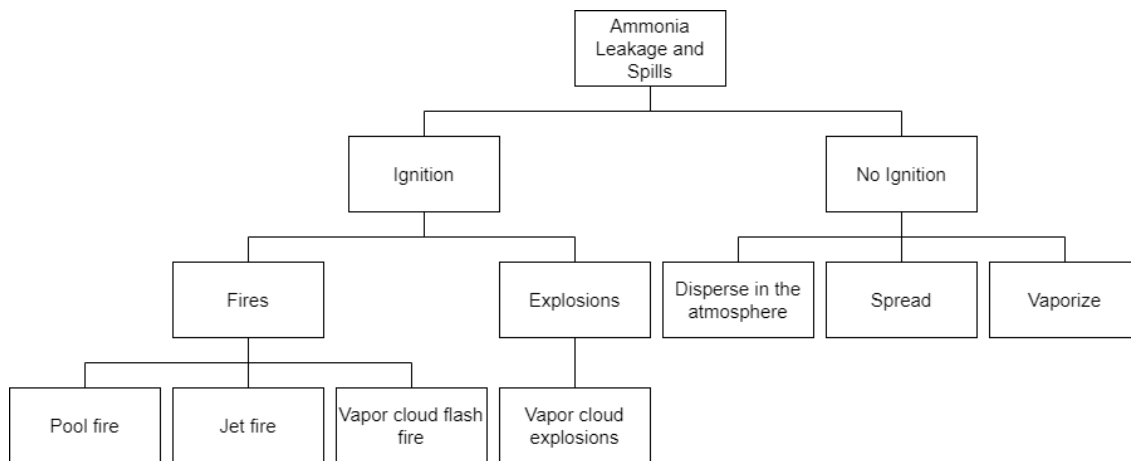 Ammonia
Leakage and
Spills
Ignition
No Ignition
Fires
Explosions
Disperse in the
atmosphere
Spread
Vaporize
Pool fire
Jet fire
Vapor cloud flash
fire
Vapor cloud
explosions